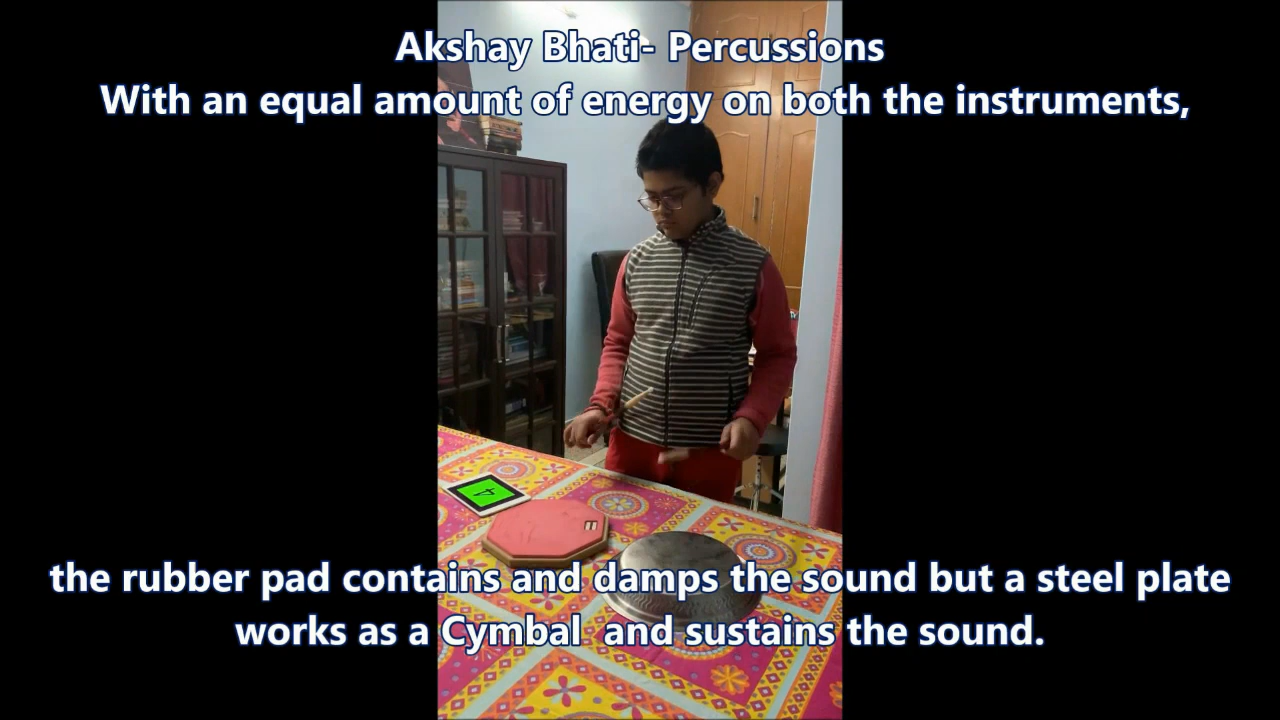 Akshay Bhati- Percussions
With an equal amount of energy on both the instruments,
4
the rubber pad contains and damps the sound but a steel plate
works as a Cymbal  and sustains the sound.